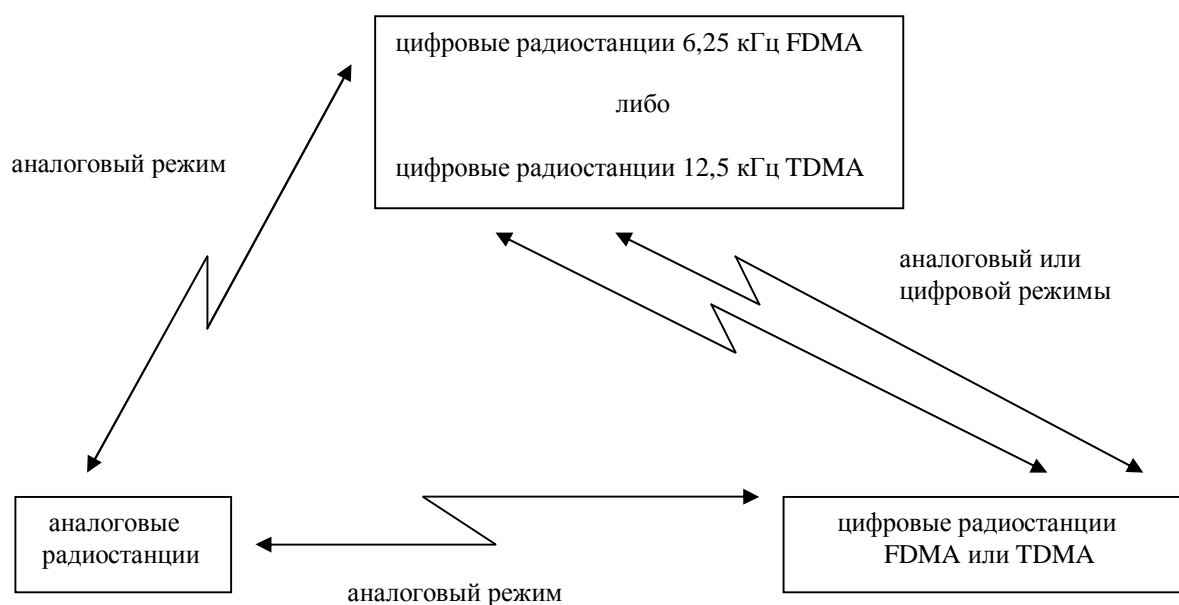 цифровые радиостанции 6,25 кГц FDMA
либо
цифровые радиостанции 12,5 кГц TDMA
аналоговый режим
аналоговый или
цифровой режимы
аналоговые
радиостанции
цифровые радиостанции
FDMA или TDMA
аналоговый режим